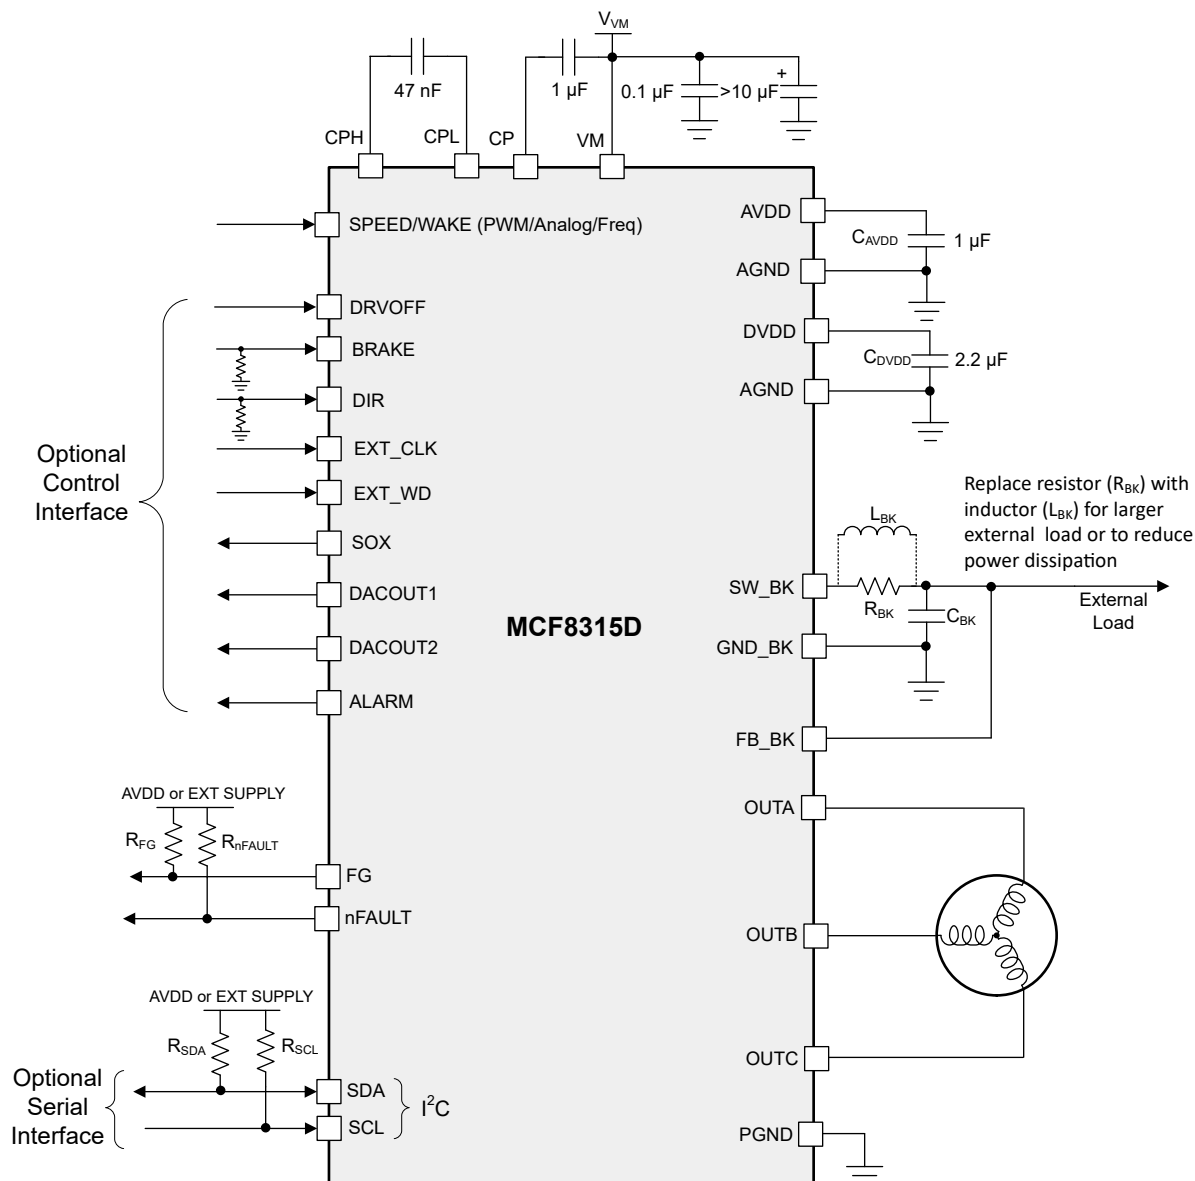 V_VM
47 nF
1 µF
0.1 µF
>10 µF
+
CPH
CPL
CP
VM
SPEED/WAKE (PWM/Analog/Freq)
DRVOFF
BRAKE
DIR
EXT_CLK
EXT_WD
SOX
DACOUT1
DACOUT2
ALARM
Optional
Control
Interface
AVDD or EXT SUPPLY
R_FG
R_nFAULT
FG
nFAULT
AVDD or EXT SUPPLY
R_SDA
R_SCL
Optional
Serial
Interface
SDA
SCL
I²C
MCF8315D
AVDD
C_AVDD
1 µF
AGND
DVDD
C_DVDD
2.2 µF
AGND
Replace resistor (R_BK) with
inductor (L_BK) for larger
external load or to reduce
power dissipation
L_BK
SW_BK
R_BK
C_BK
External
Load
GND_BK
FB_BK
OUTA
OUTB
OUTC
PGND